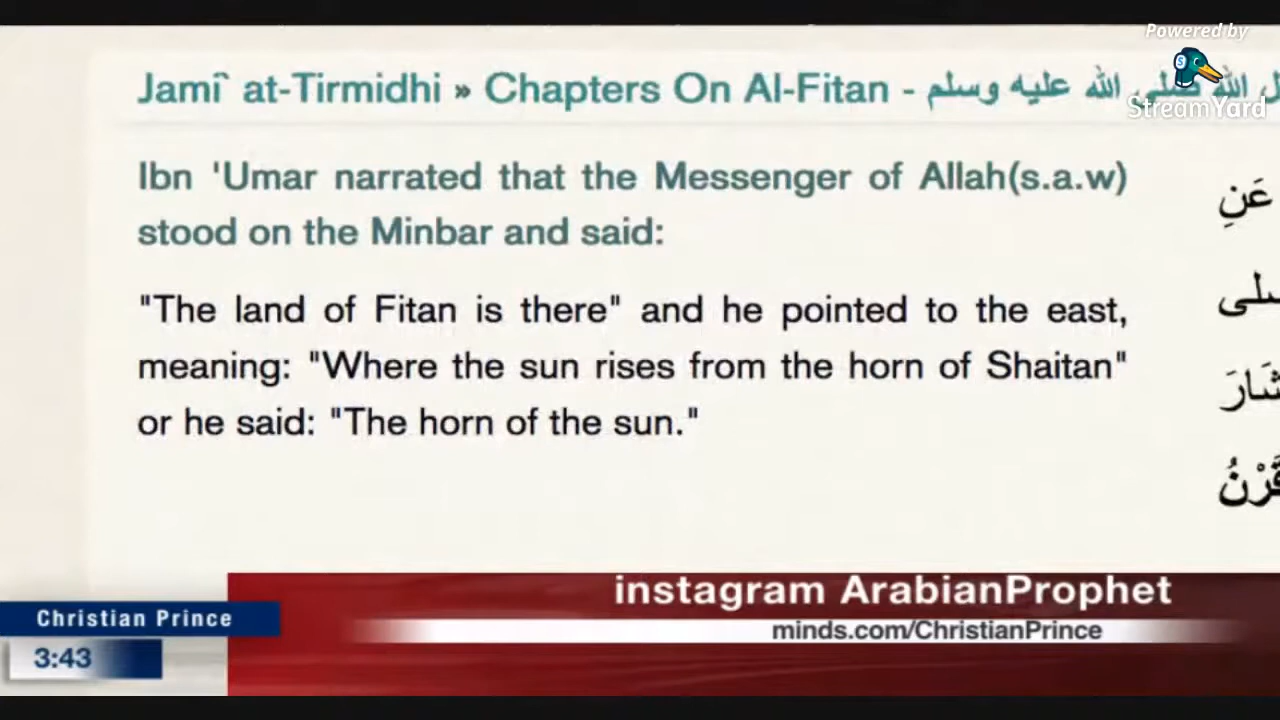 Powered by
StreamYard
Jami` at-Tirmidhi » Chapters On Al-Fitan - الله صلى الله عليه وسلم
Ibn 'Umar narrated that the Messenger of Allah(s.a.w)
عَنِ
stood on the Minbar and said:
"The land of Fitan is there" and he pointed to the east,
meaning: "Where the sun rises from the horn of Shaitan"
or he said: "The horn of the sun."
instagram ArabianProphet
Christian Prince
minds.com/ChristianPrince
3:43